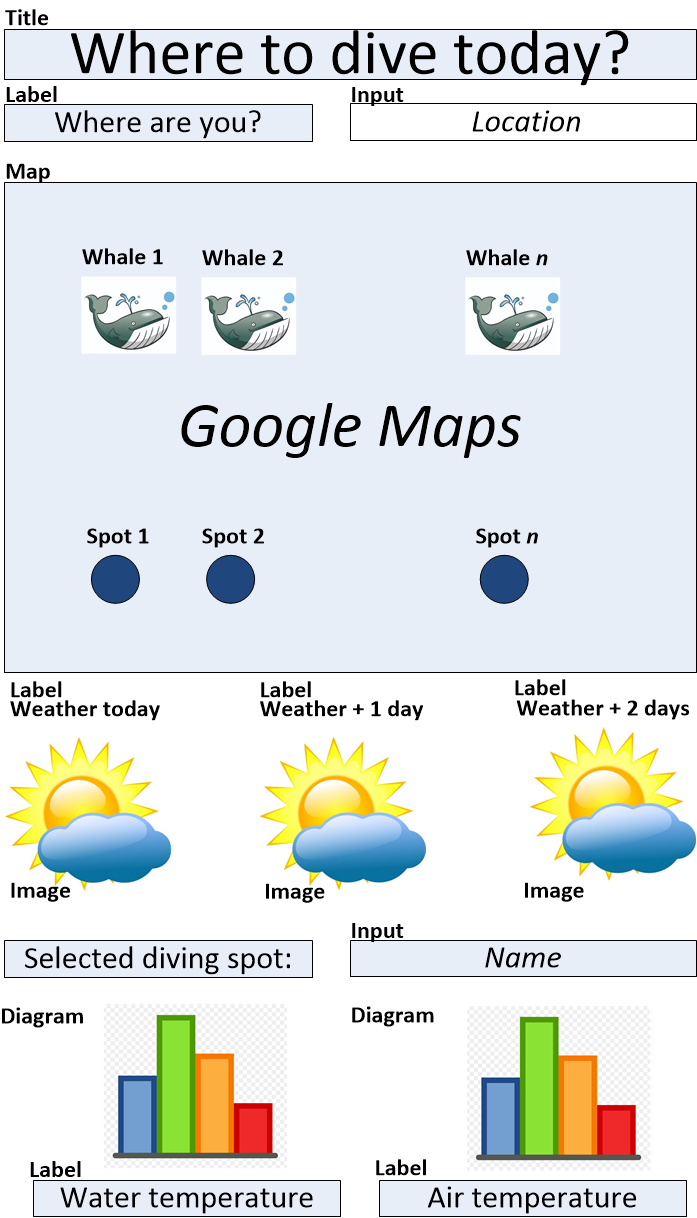 Title
Where to dive today?
Label
Input
Where are you?
Location
Map
Whale 1
Whale 2
Whale n
Google Maps
Spot 1
Spot 2
Spot n
Label
Weather today
Label
Weather + 1 day
Label
Weather + 2 days
Image
Image
Image
Input
Selected diving spot:
Name
Diagram
Diagram
Label
Water temperature
Label
Air temperature